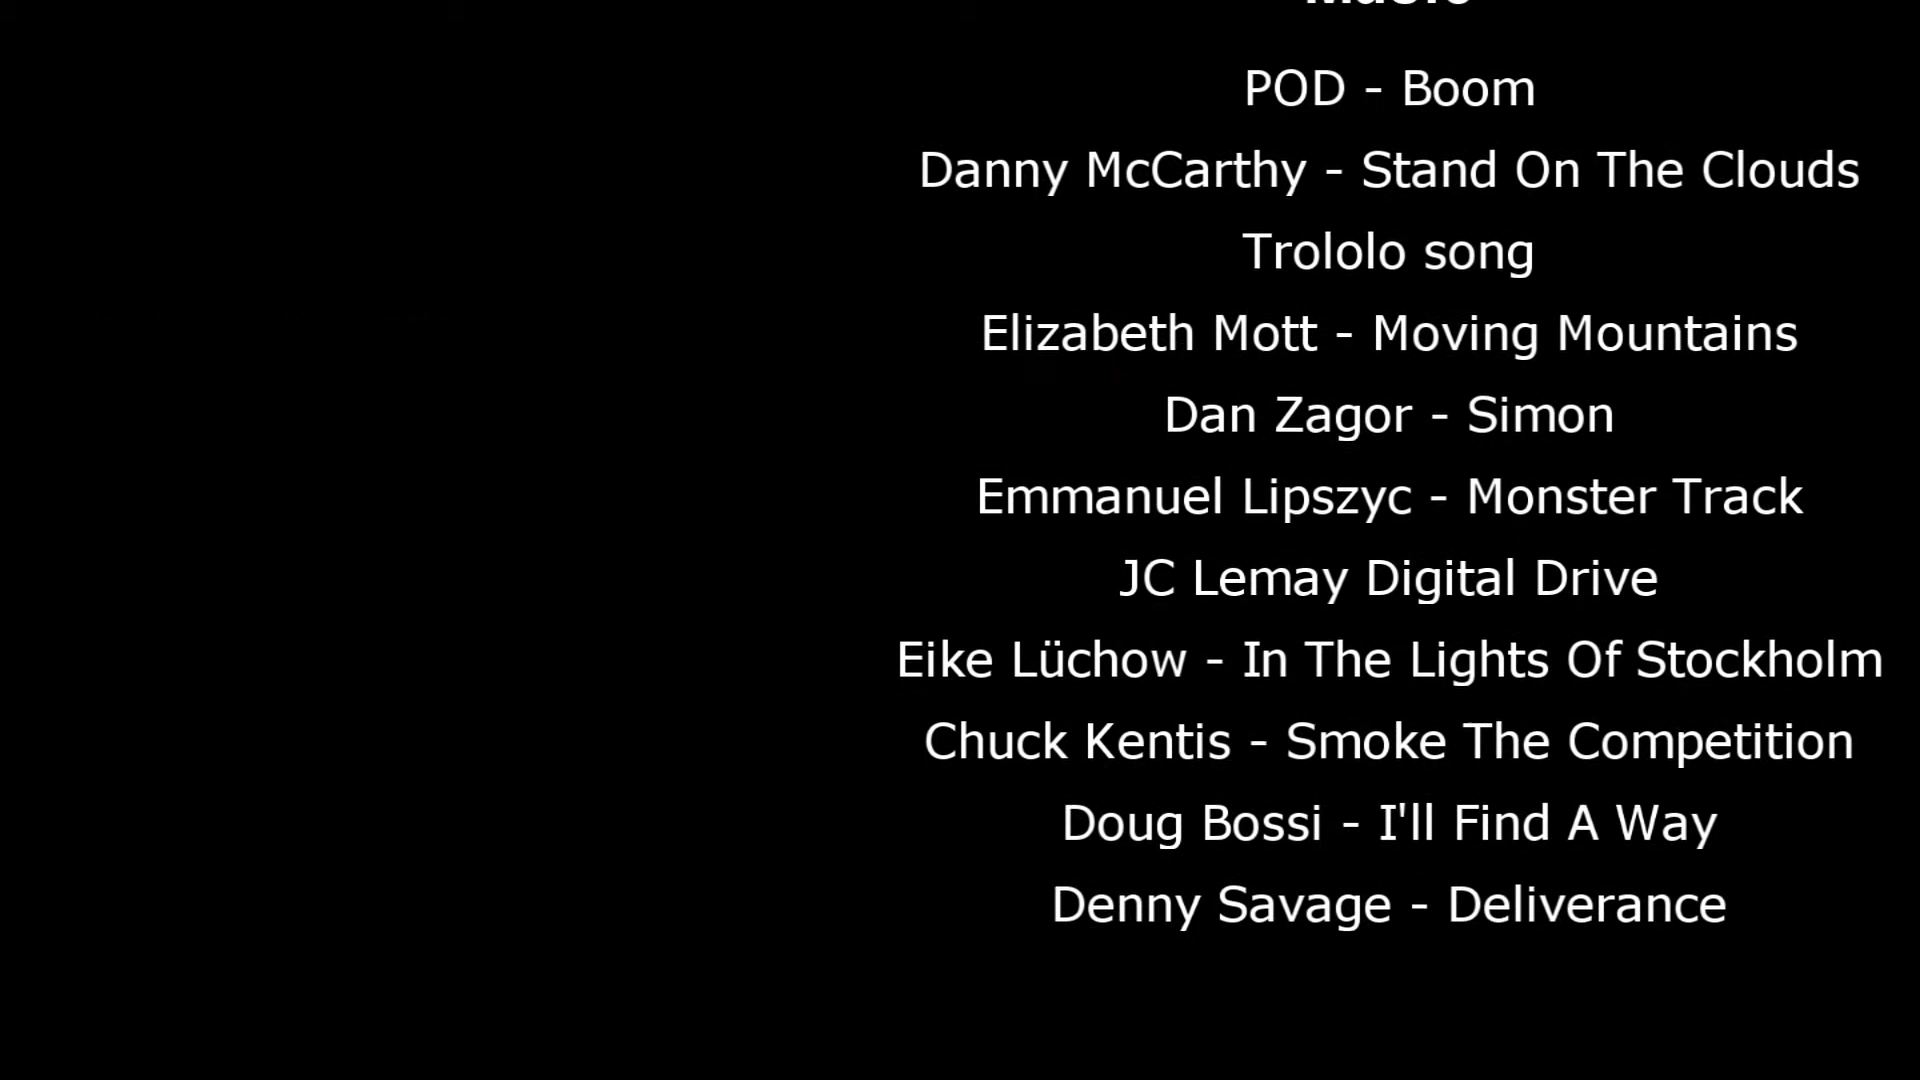 Music
POD - Boom
Danny McCarthy - Stand On The Clouds
Trololo song
Elizabeth Mott - Moving Mountains
Dan Zagor - Simon
Emmanuel Lipszyc - Monster Track
JC Lemay Digital Drive
Eike Lüchow - In The Lights Of Stockholm
Chuck Kentis - Smoke The Competition
Doug Bossi - I'll Find A Way
Denny Savage - Deliverance